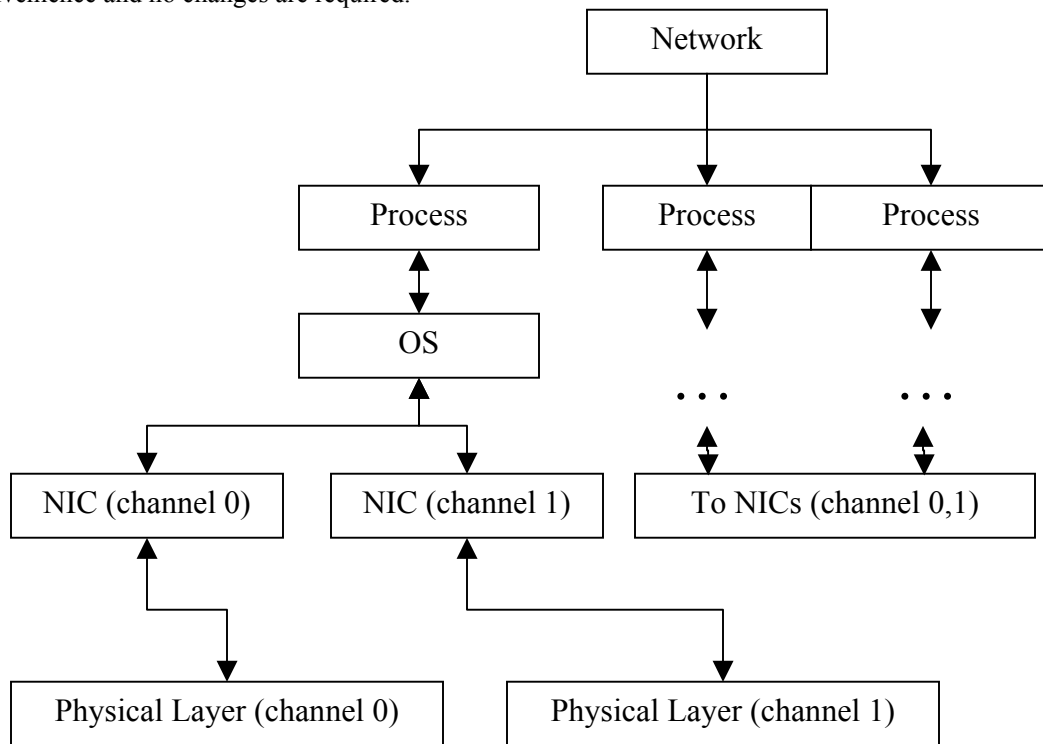 and no changes are required.
Network
Process
Process
Process
OS
. . .
. . .
NIC (channel 0)
NIC (channel 1)
To NICs (channel 0,1)
Physical Layer (channel 0)
Physical Layer (channel 1)